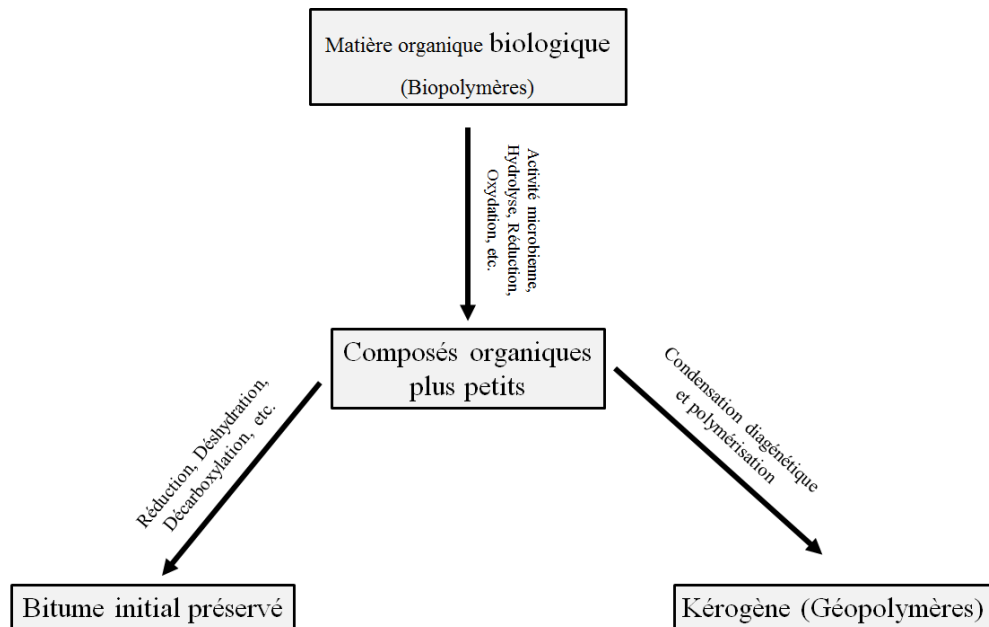 Matière organique biologique
(Biopolymères)
Activité microbienne,
Hydrolyse, Réduction,
Oxydation, etc.
Composés organiques
plus petits
Réduction, Déshydration,
Décarboxylation, etc.
Condensation diagénétique
et polymérisation
Bitume initial préservé
Kérogène (Géopolymères)